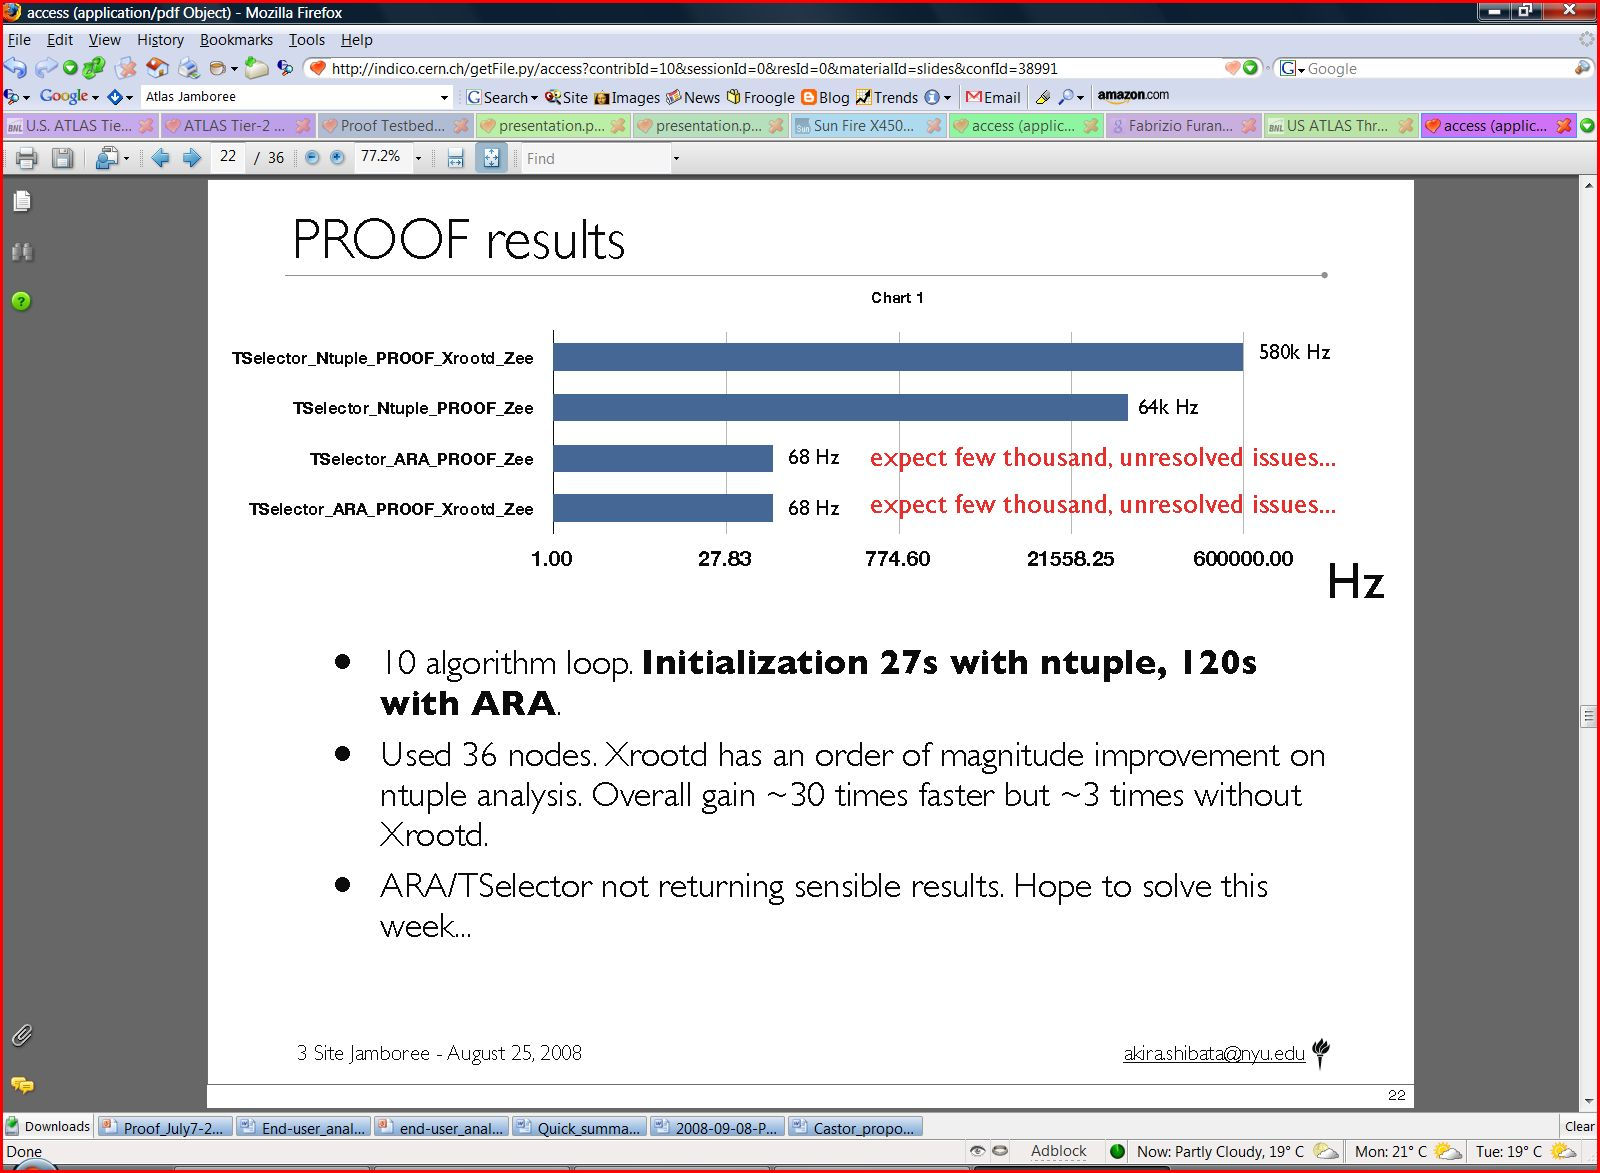 access (application/pdf Object) - Mozilla Firefox
File Edit View History Bookmarks Tools Help
http://indico.cern.ch/getFile.py/access?contribId=10&sessionId=0&resId=0&materialId=slides&confId=38991
G Google
Google Atlas Jamboree G Search Site Images News Froogle Blog Trends Email amazon.com
BNL U.S. ATLAS Tie... ATLAS Tier-2 ... Proof Testbed... presentation.p... presentation.p... Sun Sun Fire X450... access (applic... g Fabrizio Furan... BNL US ATLAS Thr... access (applic...
22 / 36 77.2% Find
PROOF results
Chart 1
TSelector_Ntuple_PROOF_Xrootd_Zee 580k Hz
TSelector_Ntuple_PROOF_Zee 64k Hz
TSelector_ARA_PROOF_Zee 68 Hz expect few thousand, unresolved issues...
TSelector_ARA_PROOF_Xrootd_Zee 68 Hz expect few thousand, unresolved issues...
1.00 27.83 774.60 21558.25 600000.00
Hz
• 10 algorithm loop. Initialization 27s with ntuple, 120s
with ARA.
• Used 36 nodes. Xrootd has an order of magnitude improvement on
ntuple analysis. Overall gain ~30 times faster but ~3 times without
Xrootd.
• ARA/TSelector not returning sensible results. Hope to solve this
week...
3 Site Jamboree - August 25, 2008 akira.shibata@nyu.edu
22
Downloads Proof_July7-2... End-user_anal... end-user_anal... Quick_summa... 2008-09-08-P... Castor_propo... Clear
Done Adblock Now: Partly Cloudy, 19° C Mon: 21° C Tue: 19° C